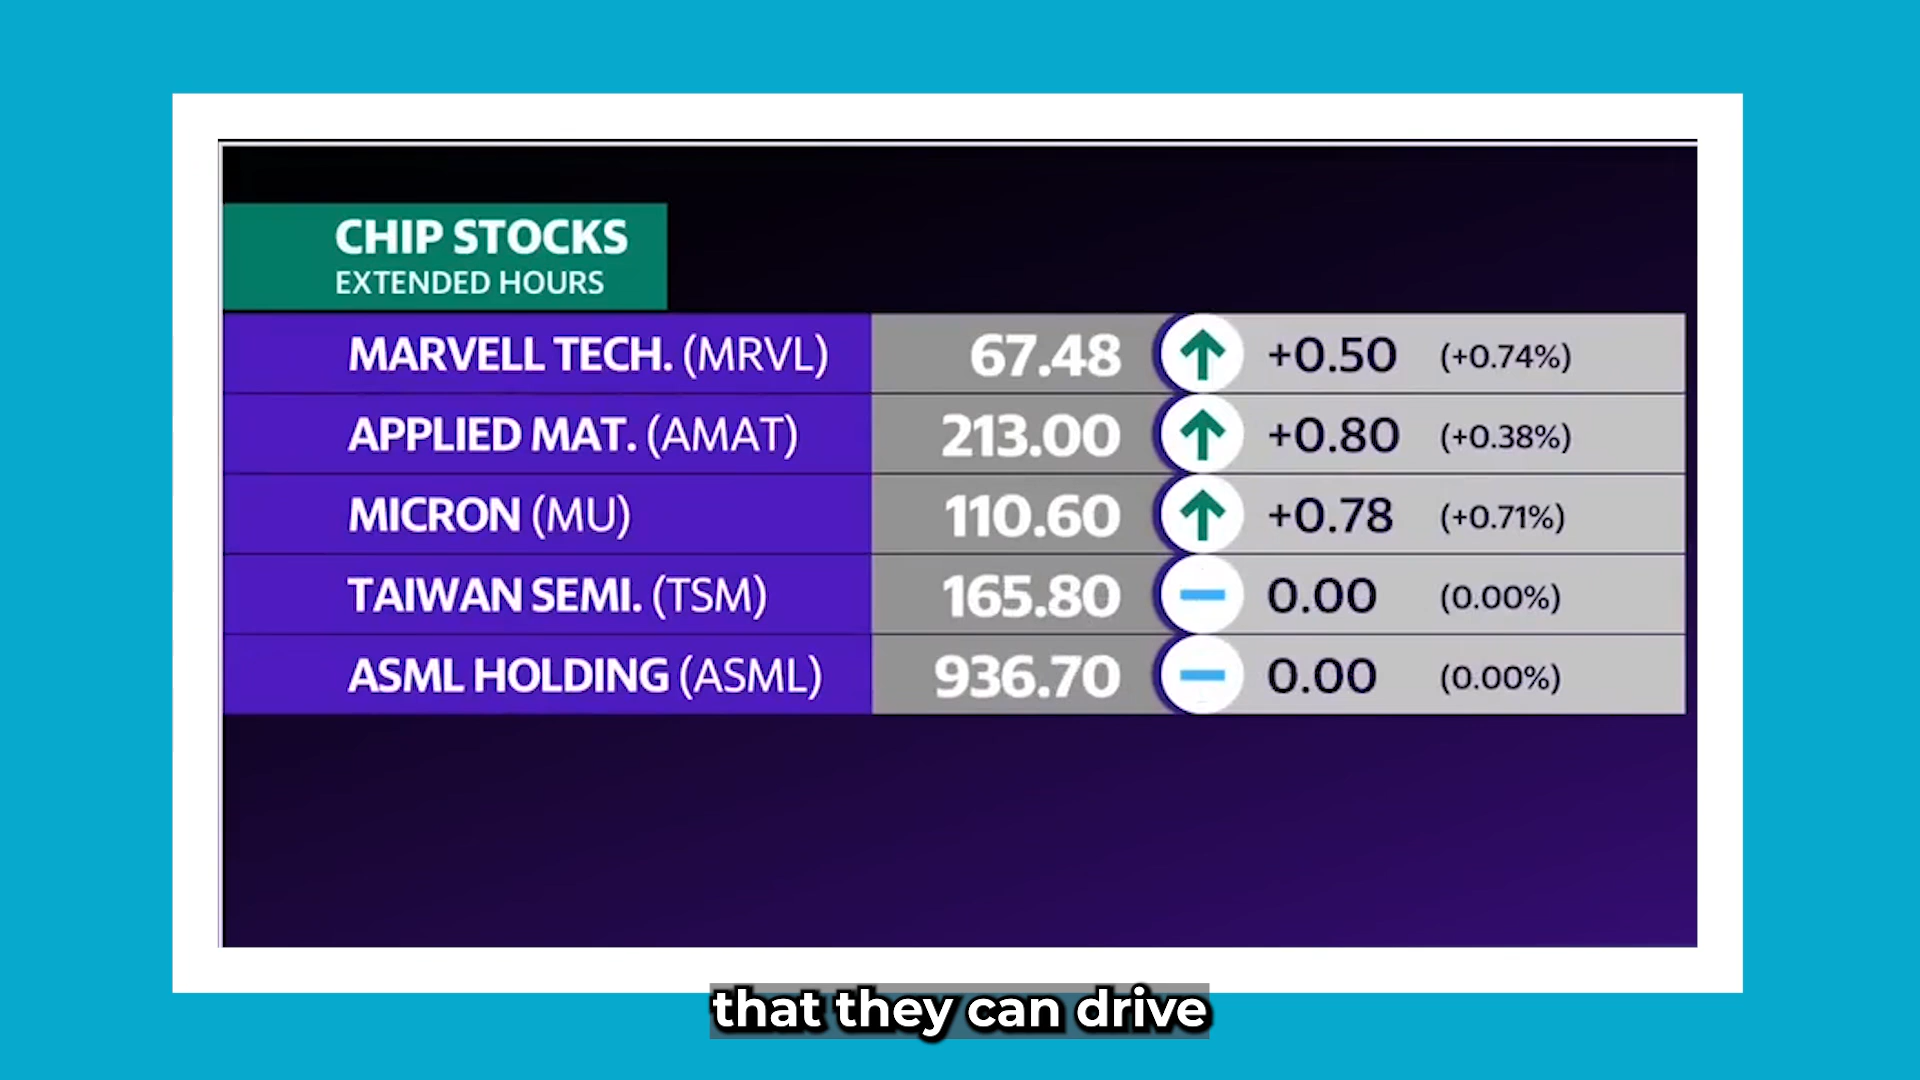 CHIP STOCKS
EXTENDED HOURS
MARVELL TECH. (MRVL) 67.48 +0.50 (+0.74%)
APPLIED MAT. (AMAT) 213.00 +0.80 (+0.38%)
MICRON (MU) 110.60 +0.78 (+0.71%)
TAIWAN SEMI. (TSM) 165.80 0.00 (0.00%)
ASML HOLDING (ASML) 936.70 0.00 (0.00%)
that they can drive